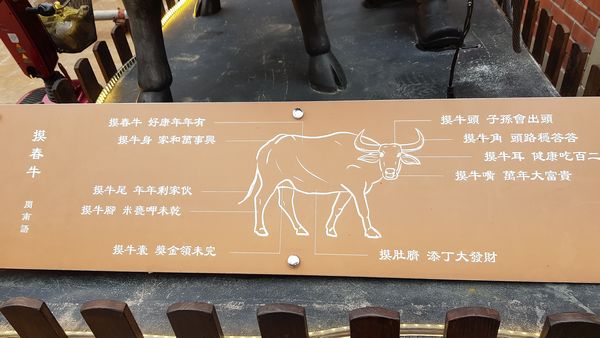 摸春牛
閩南語
摸春牛 好康年年有
摸牛身 家和萬事興
摸牛尾 年年剩家伙
摸牛腳 米甕呷未乾
摸牛囊 獎金領未完
摸牛頭 子孫會出頭
摸牛角 頭路穩答答
摸牛耳 健康吃百二
摸牛嘴 萬年大富貴
摸肚臍 添丁大發財